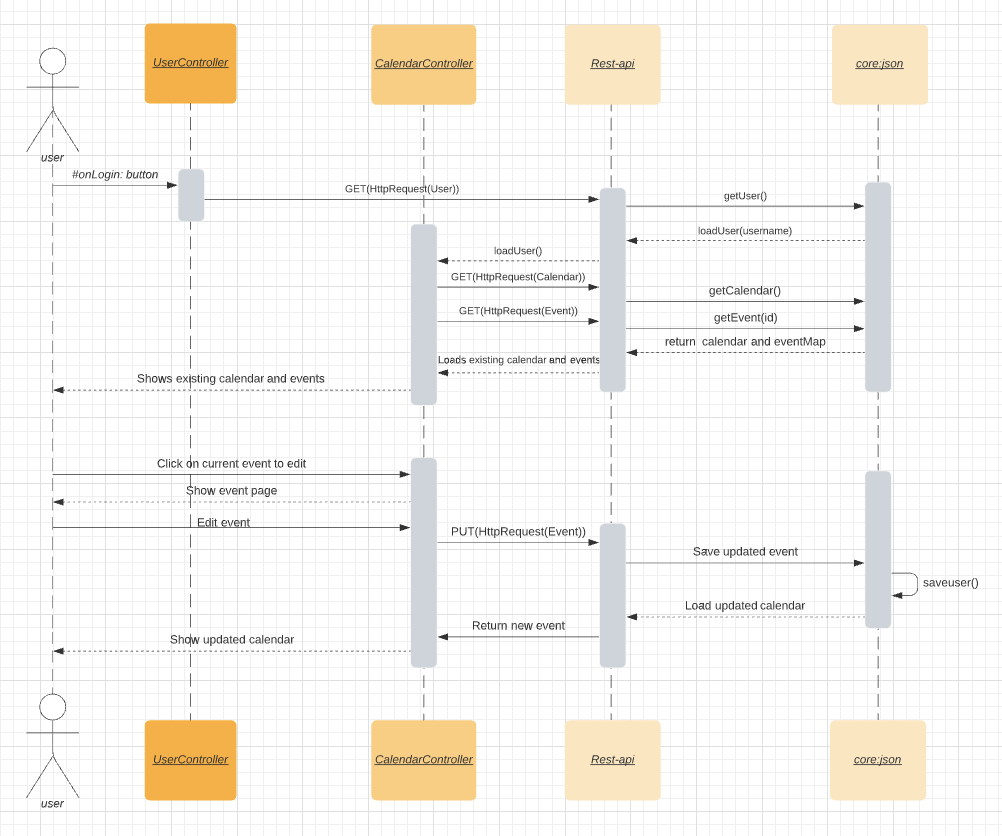 UserController
CalendarController
Rest-api
core:json
user
#onLogin: button
GET(HttpRequest(User))
getUser()
loadUser(username)
loadUser()
GET(HttpRequest(Calendar))
getCalendar()
GET(HttpRequest(Event))
getEvent(id)
return calendar and eventMap
Loads existing calendar and events
Shows existing calendar and events
Click on current event to edit
Show event page
Edit event
PUT(HttpRequest(Event))
Save updated event
saveuser()
Load updated calendar
Return new event
Show updated calendar
UserController
CalendarController
Rest-api
core:json
user